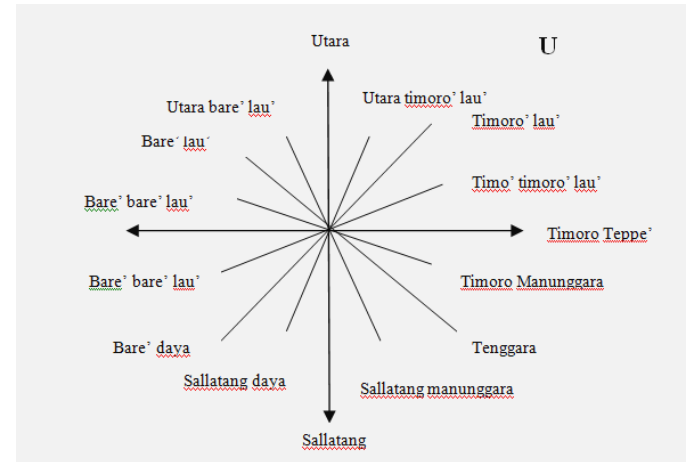 Utara
U
Utara bare’ lau’
Utara timoro’ lau’
Timoro’ lau’
Bare´ lau´
Timo’ timoro’ lau’
Bare’ bare’ lau’
Timoro Teppe’
Bare’ bare’ lau’
Timoro Manunggara
Bare’ daya
Tenggara
Sallatang daya
Sallatang manunggara
Sallatang